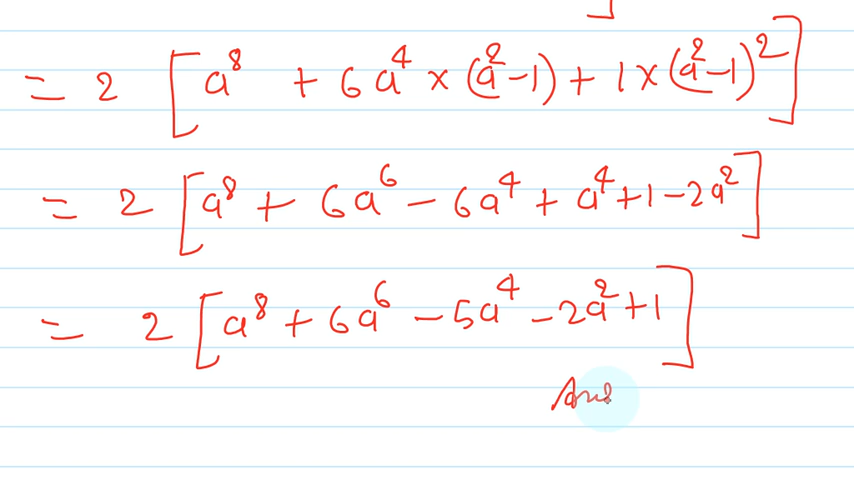 = 2 [a⁸ + 6a⁴ × (a²-1) + 1 × (a²-1)²]
= 2 [a⁸ + 6a⁶ - 6a⁴ + a⁴ + 1 - 2a²]
= 2 [a⁸ + 6a⁶ - 5a⁴ - 2a² + 1]
Ans